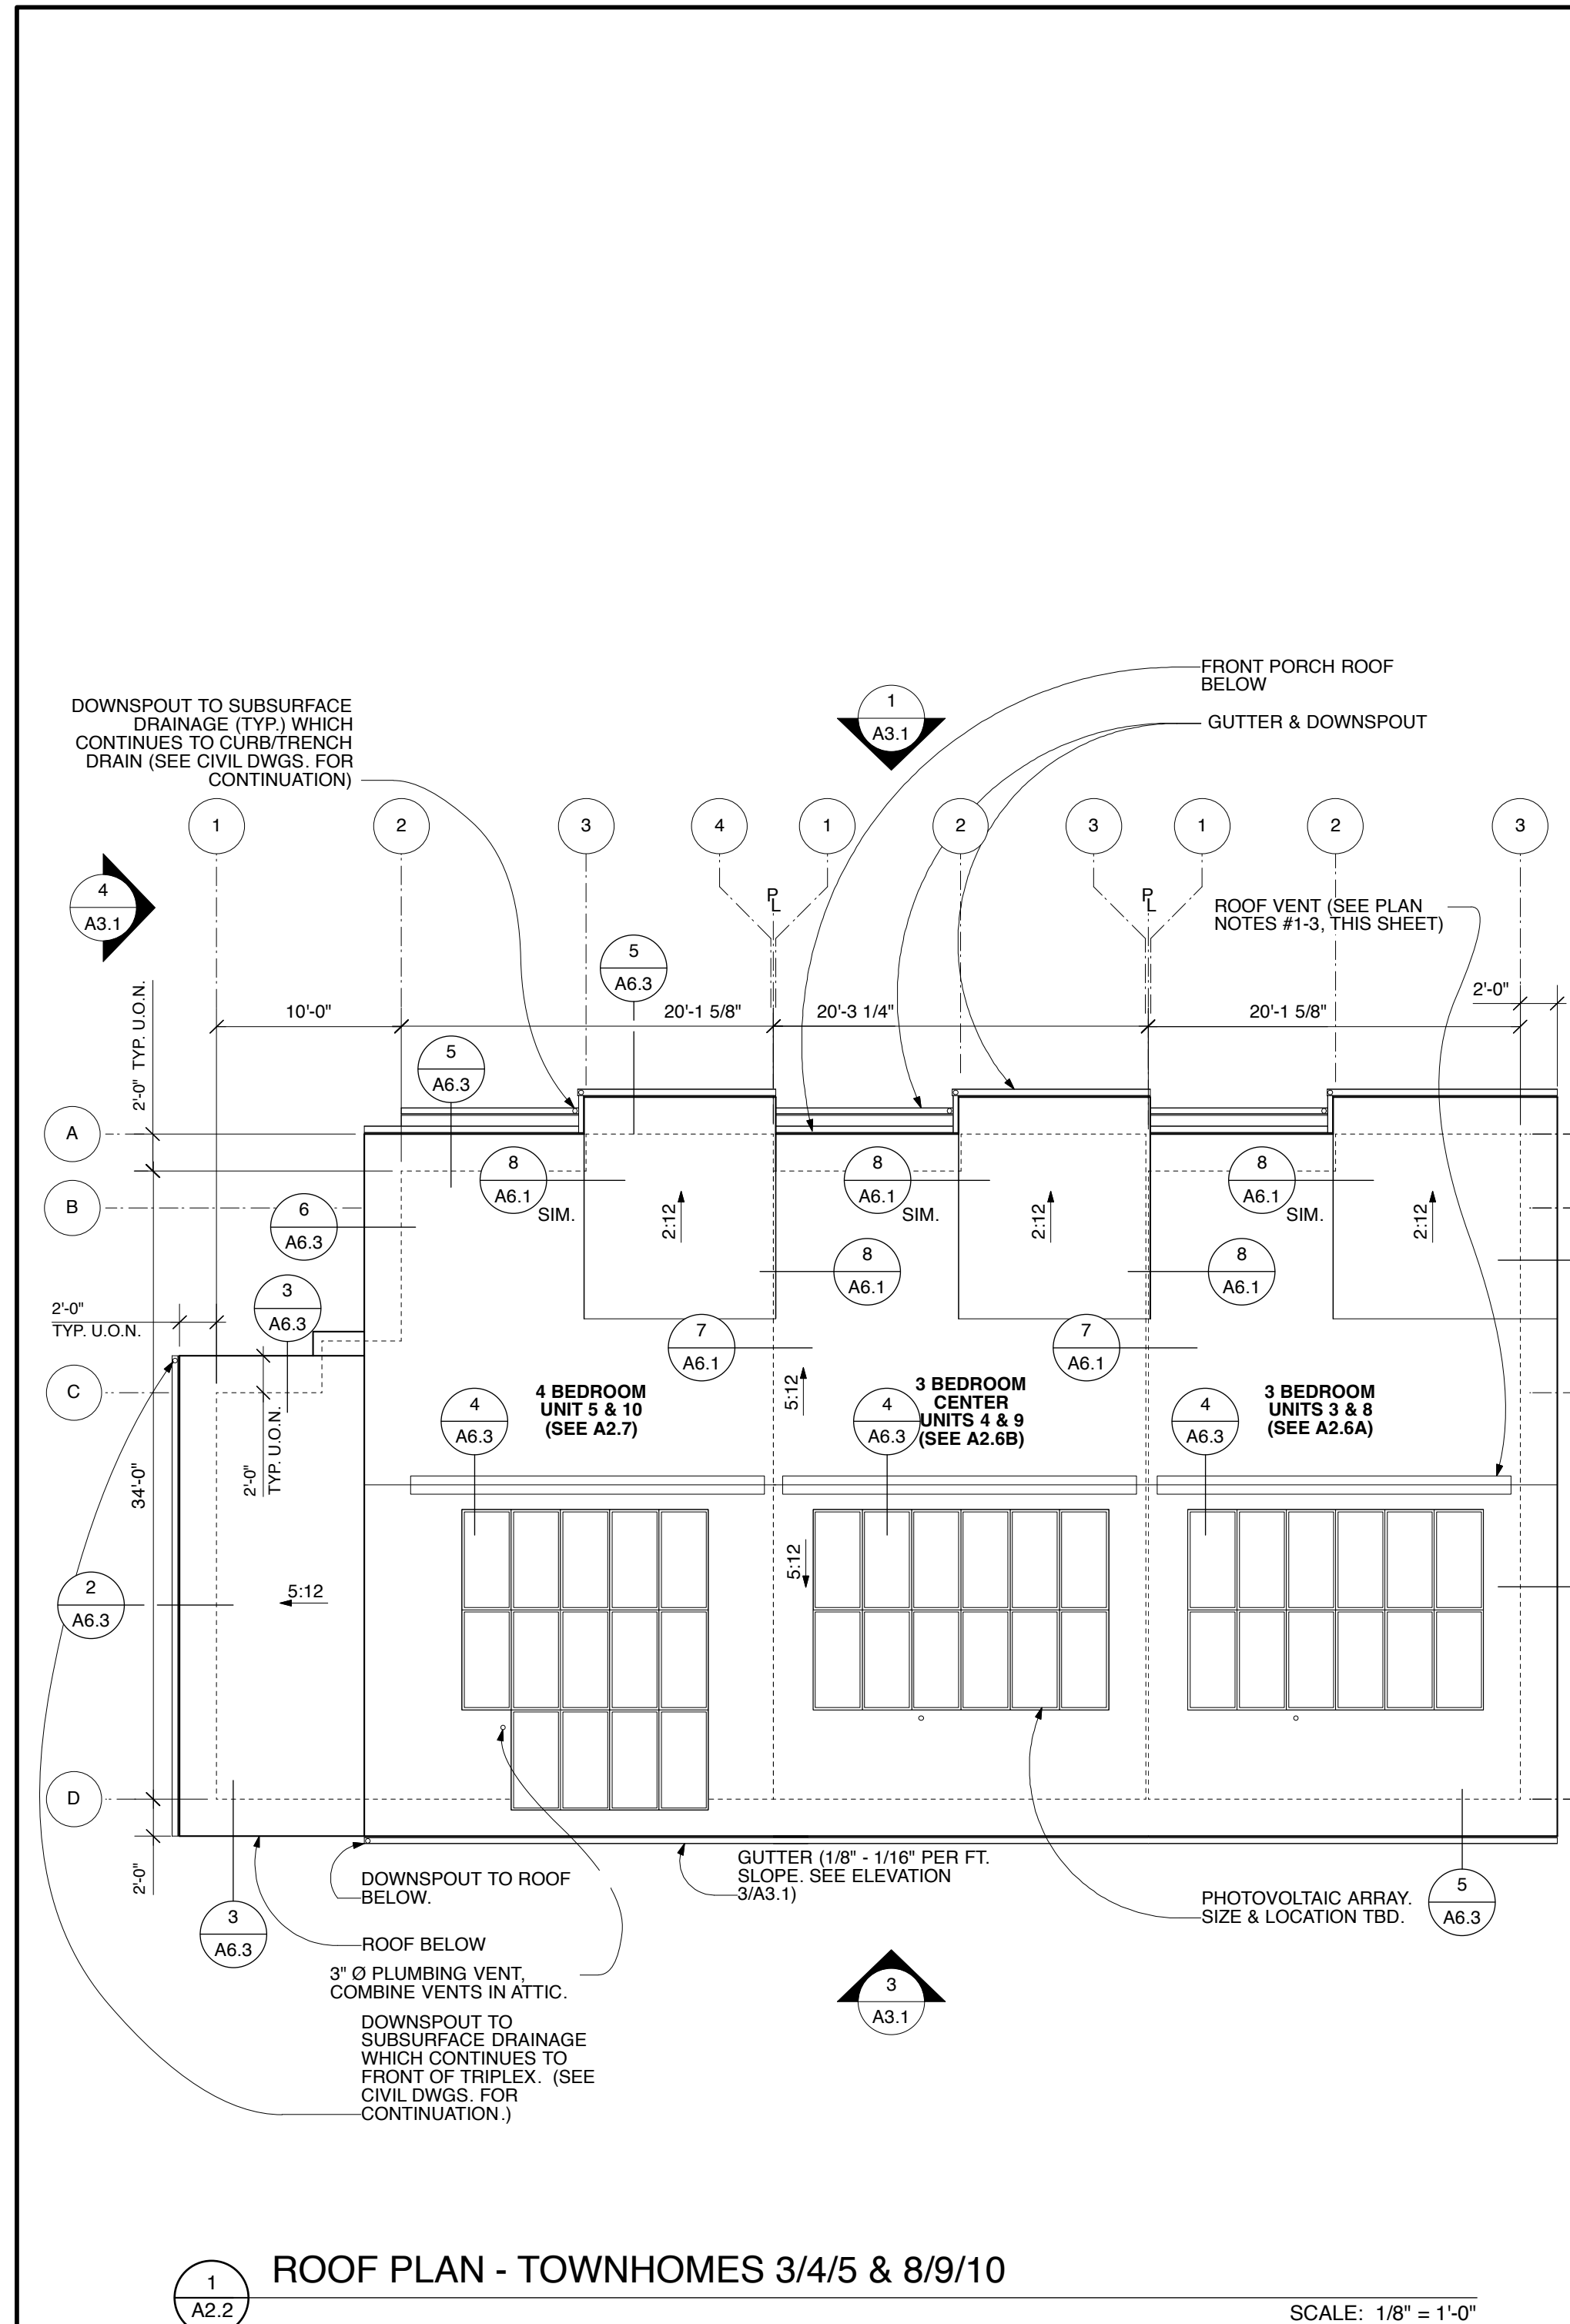 FRONT PORCH ROOF
BELOW
GUTTER & DOWNSPOUT
DOWNSPOUT TO SUBSURFACE
DRAINAGE (TYP.) WHICH
CONTINUES TO CURB/TRENCH
DRAIN (SEE CIVIL DWGS. FOR
CONTINUATION)
1
A3.1
1
2
3
4
1
2
3
1
2
3
4
A3.1
PL
PL
ROOF VENT (SEE PLAN
NOTES #1-3, THIS SHEET)
5
A6.3
2'-0" TYP. U.O.N.
10'-0"
20'-1 5/8"
20'-3 1/4"
20'-1 5/8"
2'-0"
5
A6.3
A
8
A6.1
SIM.
8
A6.1
SIM.
8
A6.1
SIM.
B
6
A6.3
2:12
2:12
2:12
8
A6.1
8
A6.1
3
A6.3
2'-0"
TYP. U.O.N.
7
A6.1
7
A6.1
C
5:12
4
A6.3
4 BEDROOM
UNIT 5 & 10
(SEE A2.7)
4
A6.3
3 BEDROOM
CENTER
UNITS 4 & 9
(SEE A2.6B)
4
A6.3
3 BEDROOM
UNITS 3 & 8
(SEE A2.6A)
2'-0"
TYP. U.O.N.
34'-0"
5:12
2
A6.3
5:12
D
2'-0"
3
A6.3
DOWNSPOUT TO ROOF
BELOW.
GUTTER (1/8" - 1/16" PER FT.
SLOPE. SEE ELEVATION
3/A3.1)
PHOTOVOLTAIC ARRAY.
SIZE & LOCATION TBD.
5
A6.3
ROOF BELOW
3" Ø PLUMBING VENT,
COMBINE VENTS IN ATTIC.
3
A3.1
DOWNSPOUT TO
SUBSURFACE DRAINAGE
WHICH CONTINUES TO
FRONT OF TRIPLEX. (SEE
CIVIL DWGS. FOR
CONTINUATION.)
1
A2.2
ROOF PLAN - TOWNHOMES 3/4/5 & 8/9/10
SCALE: 1/8" = 1'-0"